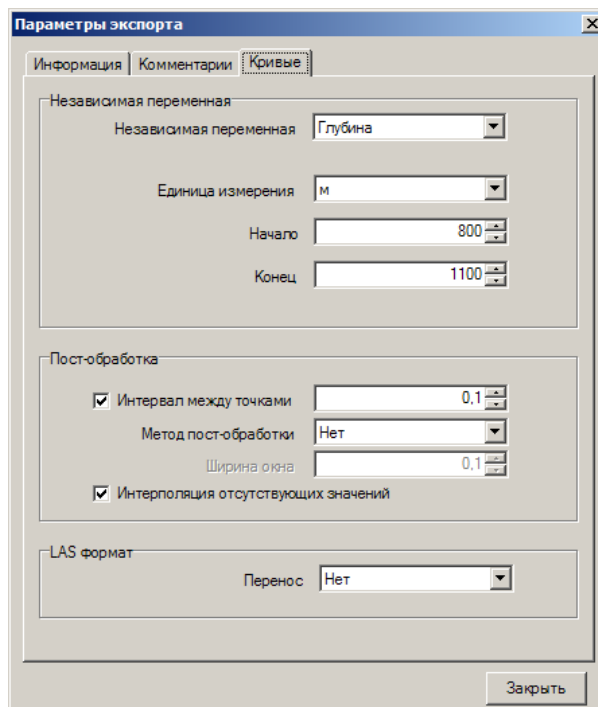 Параметры экспорта
Информация Комментарии Кривые
Независимая переменная
Независимая переменная Глубина
Единица измерения м
Начало 800
Конец 1100
Пост-обработка
Интервал между точками 0,1
Метод пост-обработки Нет
Ширина окна 0,1
Интерполяция отсутствующих значений
LAS формат
Перенос Нет
Закрыть